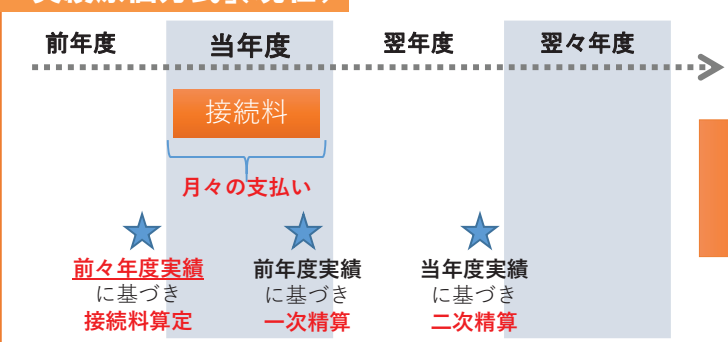 前年度
当年度
翌年度
翌々年度
接続料
月々の支払い
前々年度実績
に基づき
接続料算定
前年度実績
に基づき
一次精算
当年度実績
に基づき
二次精算